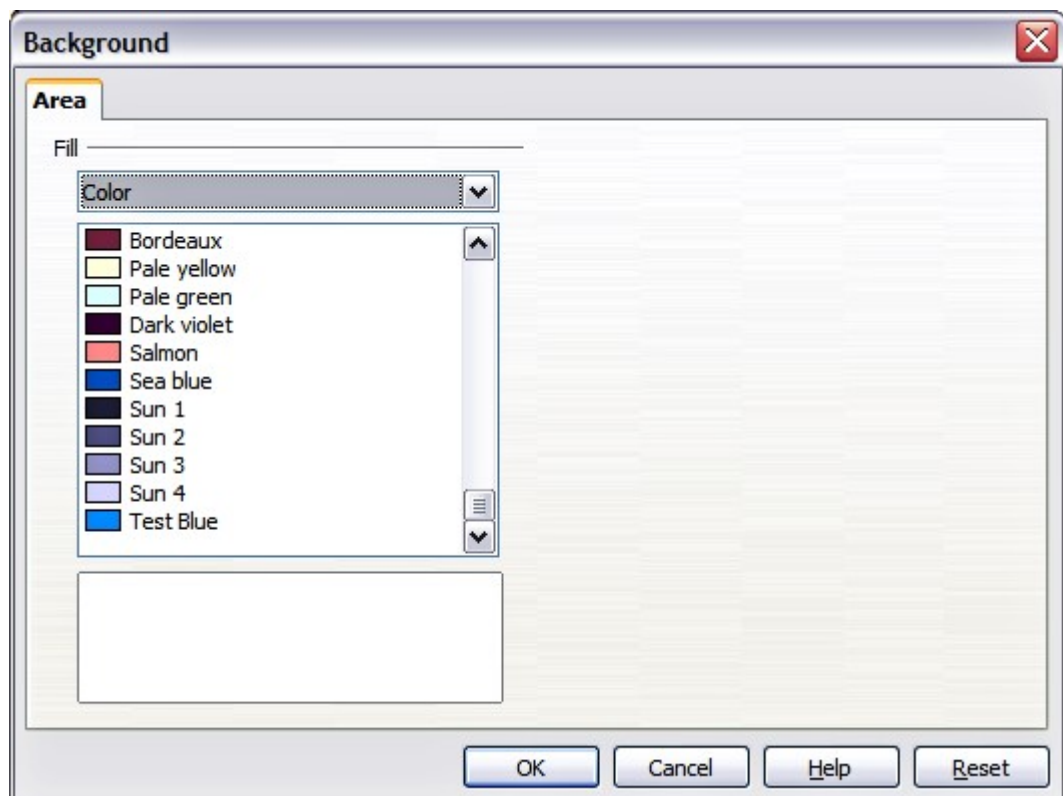 Background
Area
Fill
Color
Bordeaux
Pale yellow
Pale green
Dark violet
Salmon
Sea blue
Sun 1
Sun 2
Sun 3
Sun 4
Test Blue
OK Cancel Help Reset